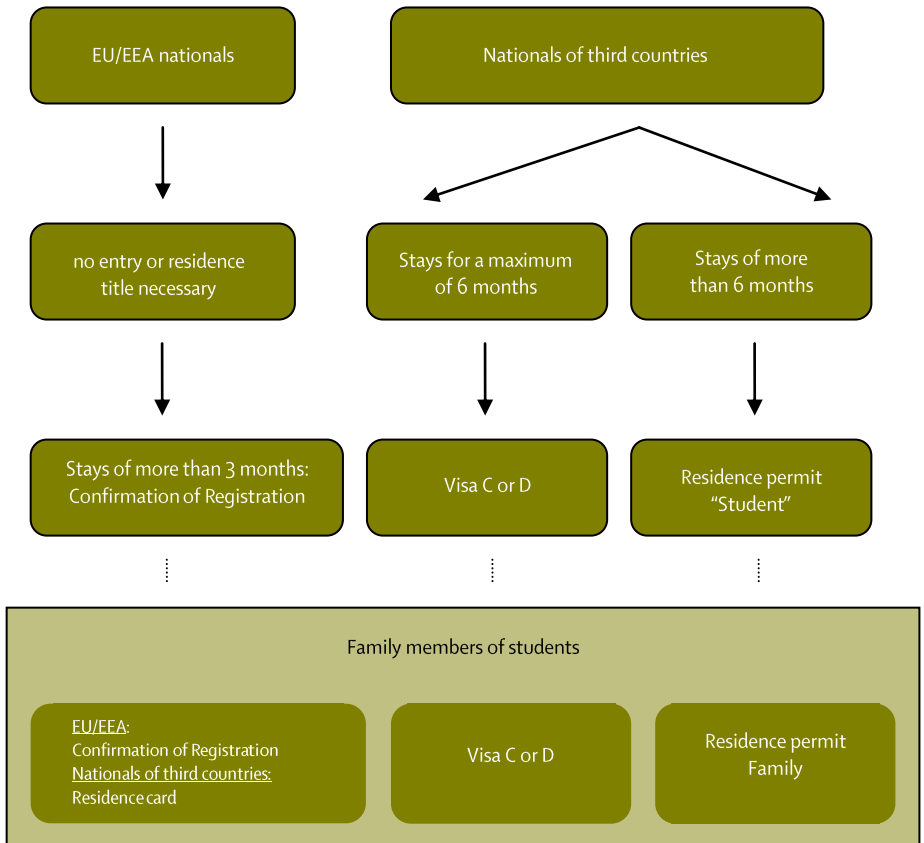 EU/EEA nationals
Nationals of third countries
no entry or residence
title necessary
Stays for a maximum
of 6 months
Stays of more
than 6 months
Stays of more than 3 months:
Confirmation of Registration
Visa C or D
Residence permit
“Student”
Family members of students
EU/EEA:
Confirmation of Registration
Nationals of third countries:
Residence card
Visa C or D
Residence permit
Family